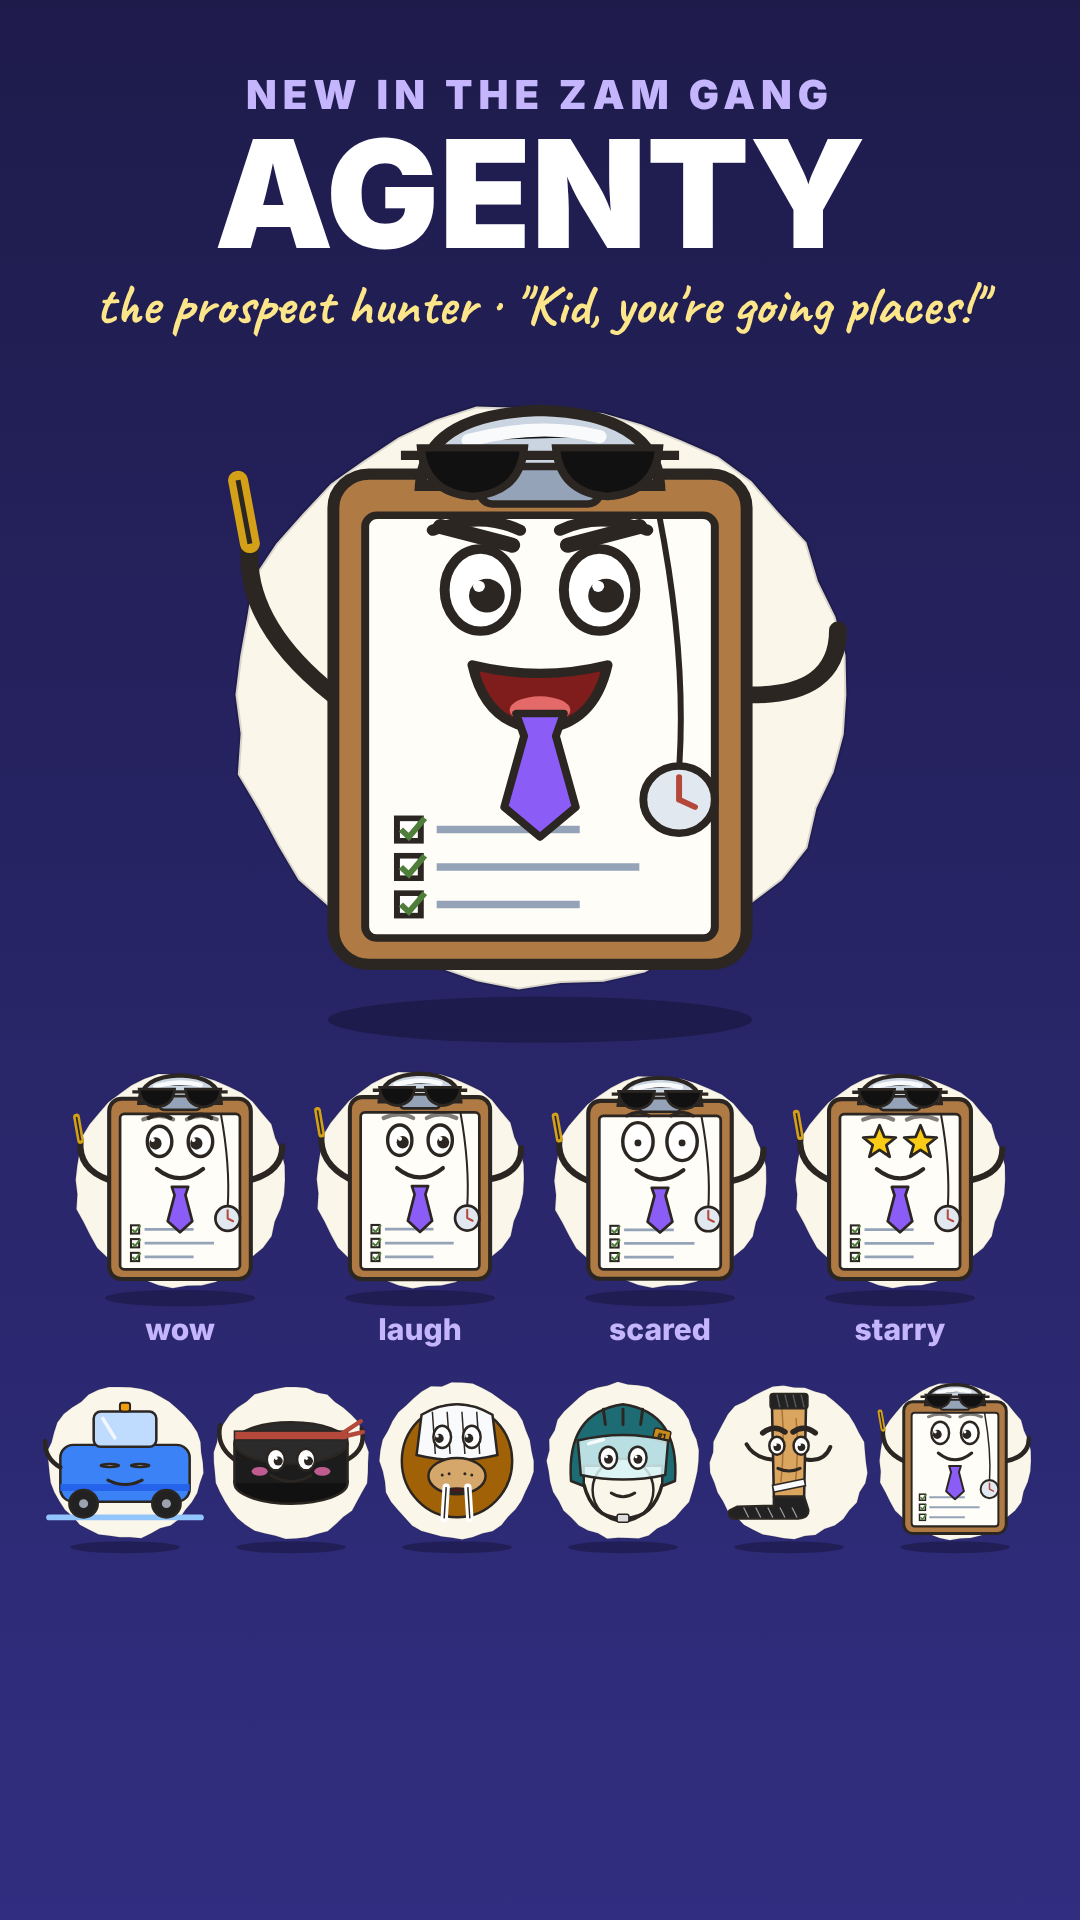 NEW IN THE ZAM GANG
AGENTY
the prospect hunter · "Kid, you're going places!"
wow
laugh
scared
starry